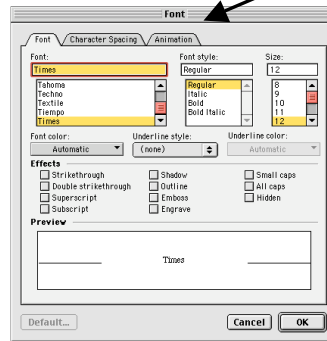 Font
Font Character Spacing Animation
Font: Font style: Size:
Times Regular 12
Tahoma Regular 8
Techno Italic 9
Textile Bold 10
Tiempo Bold Italic 11
Times 12
Font color: Underline style: Underline color:
Automatic (none) Automatic
Effects
Strikethrough Shadow Small caps
Double strikethrough Outline All caps
Superscript Emboss Hidden
Subscript Engrave
Preview
Times
Default... Cancel OK